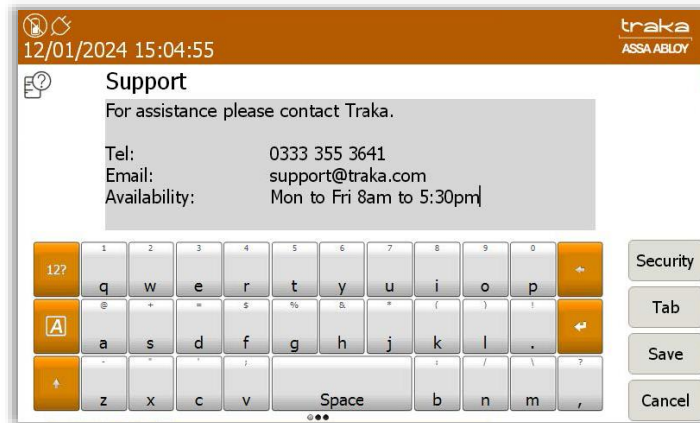 traka
12/01/2024 15:04:55
ASSA ABLOY
Support
For assistance please contact Traka.
Tel: 0333 355 3641
Email: support@traka.com
Availability: Mon to Fri 8am to 5:30pm
1 2 3 4 5 6 7 8 9 0
12? q w e r t y u i o p
Security
@ + = $ % & * ( ) !
A a s d f g h j k l .
Tab
Save
- " ' ; : / \ ?
z x c v Space b n m ,
Cancel